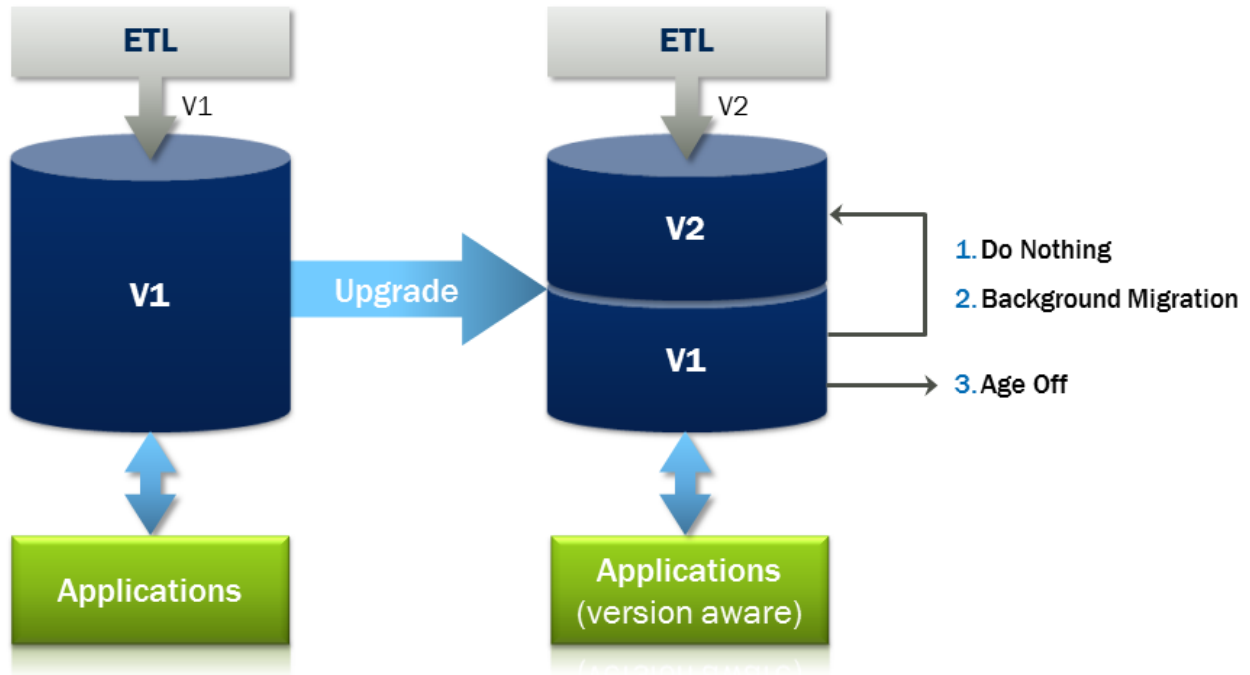 ETL
V1
V1
Applications
Upgrade
ETL
V2
V2
V1
Applications
(version aware)
1. Do Nothing
2. Background Migration
3. Age Off